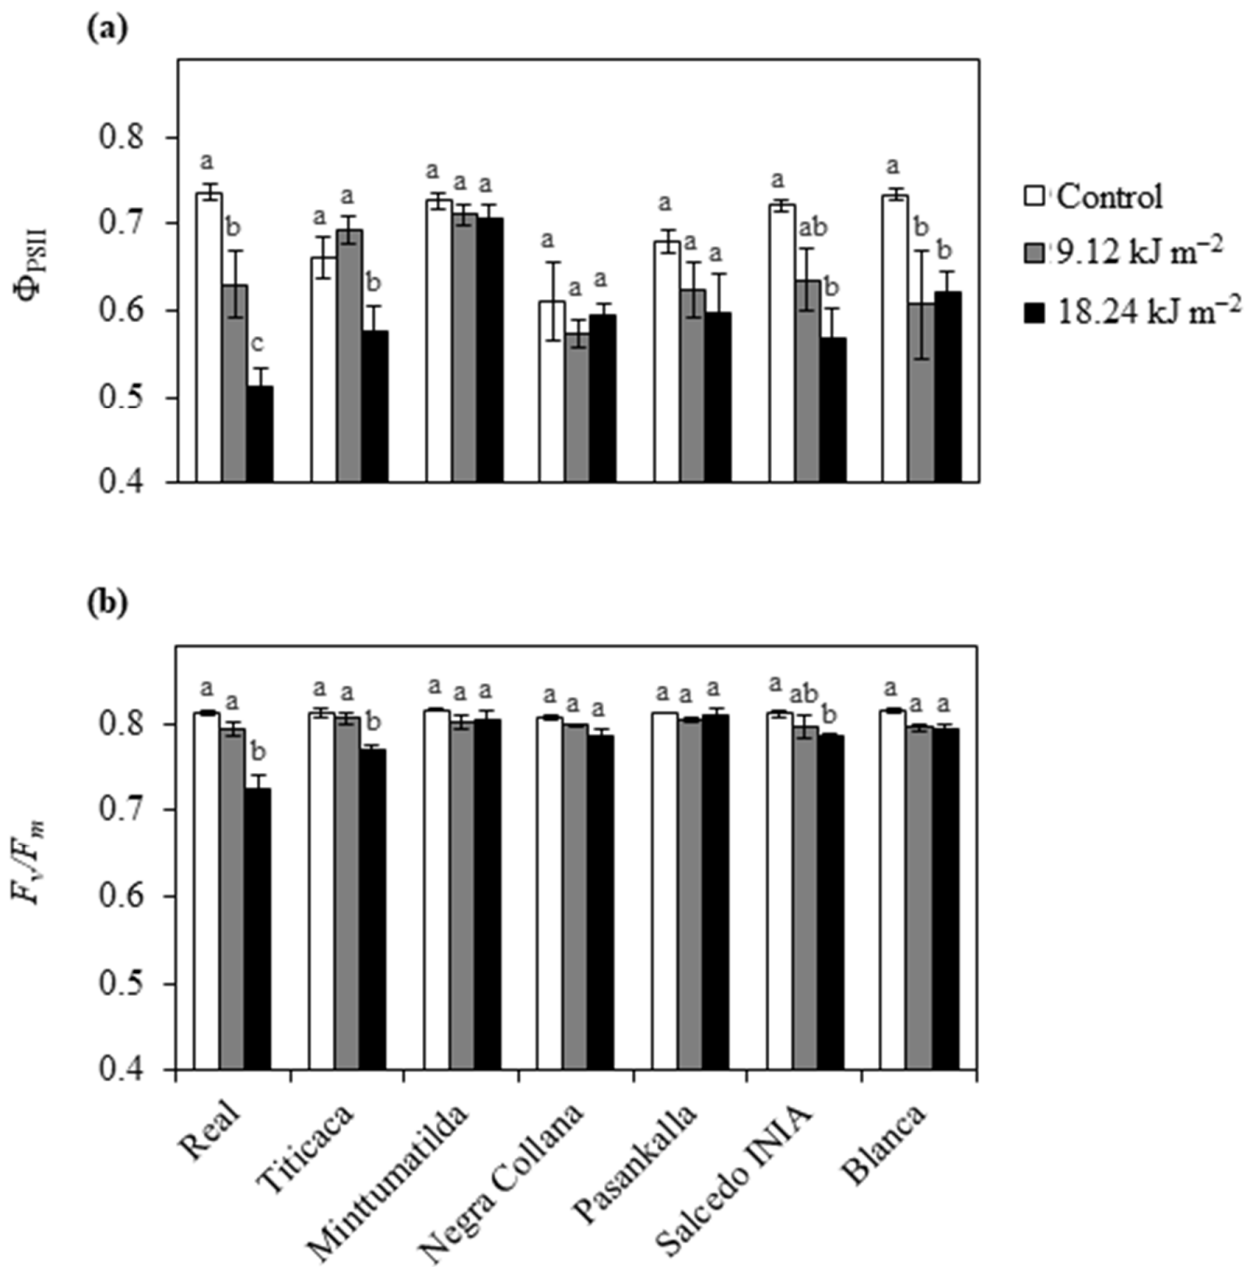 (a)
0.8
0.7
0.6
0.5
0.4
ΦPSII
a b c a a b a a a a a a a a a a ab b a b b
Control
9.12 kJ m−2
18.24 kJ m−2
(b)
0.8
0.7
0.6
0.5
0.4
Fv/Fm
a a b a a b a a a a a a a a a a ab b a a a
Real
Titicaca
Minttumatilda
Negra Collana
Pasankalla
Salcedo INIA
Blanca